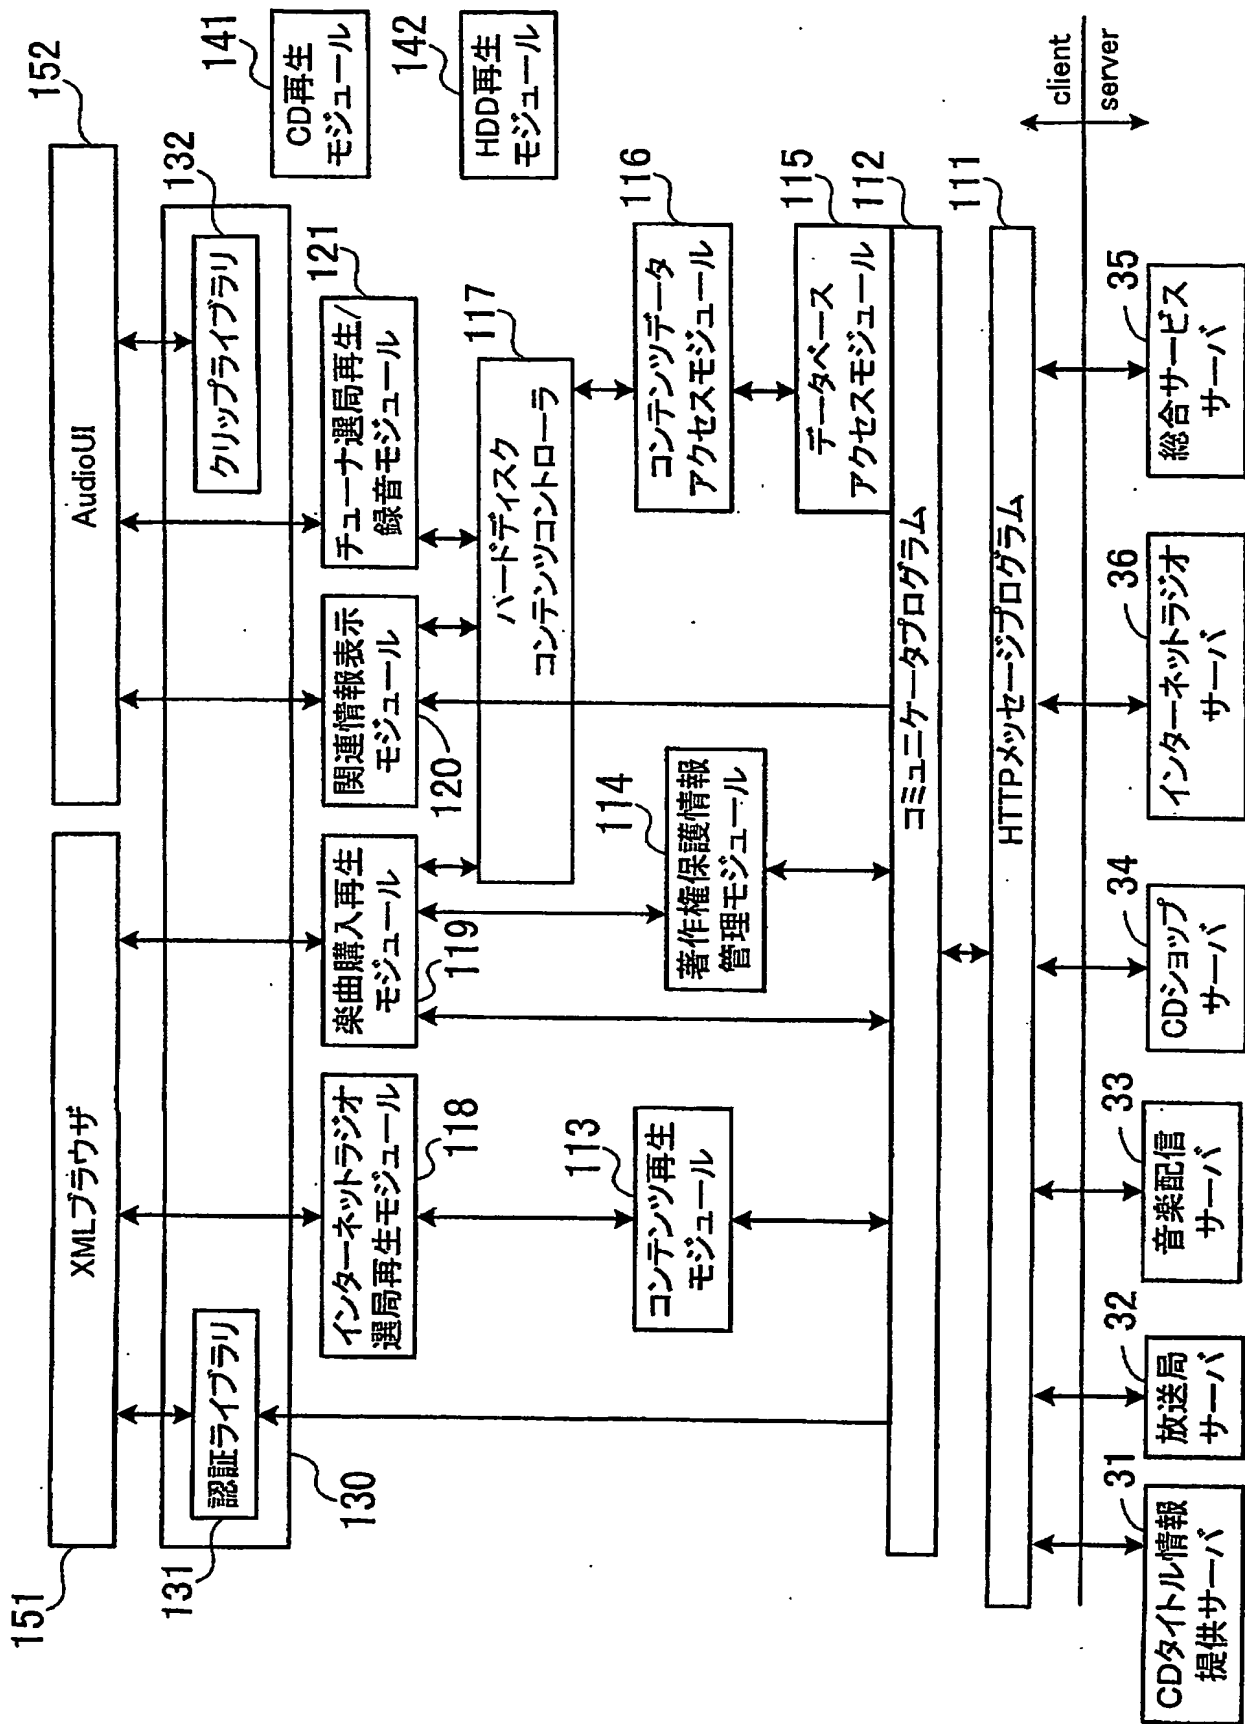 151
XMLブラウザ
AudioUI
152
131
認証ライブラリ
130
クリップライブラリ
132
141
CD再生
モジュール
142
HDD再生
モジュール
インターネットラジオ
選局再生モジュール
118
楽曲購入再生
モジュール
119
関連情報表示
モジュール
120
チューナ選局再生/
録音モジュール
121
ハードディスク
コンテンツコントローラ
117
コンテンツ再生
モジュール
113
著作権保護情報
管理モジュール
114
コンテンツデータ
アクセスモジュール
116
データベース
アクセスモジュール
115
コミュニケータプログラム
112
HTTPメッセージプログラム
111
client
server
CDタイトル情報
提供サーバ
31
放送局
サーバ
32
音楽配信
サーバ
33
CDショップ
サーバ
34
インターネットラジオ
サーバ
36
総合サービス
サーバ
35